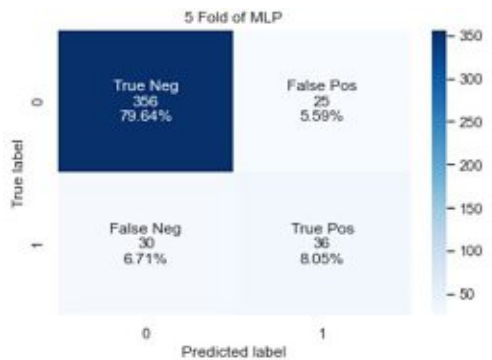 5 Fold of MLP
True Neg
356
79.64%
False Pos
25
5.59%
False Neg
30
6.71%
True Pos
36
8.05%
0
1
True label
0
1
Predicted label
350
300
250
200
150
100
50